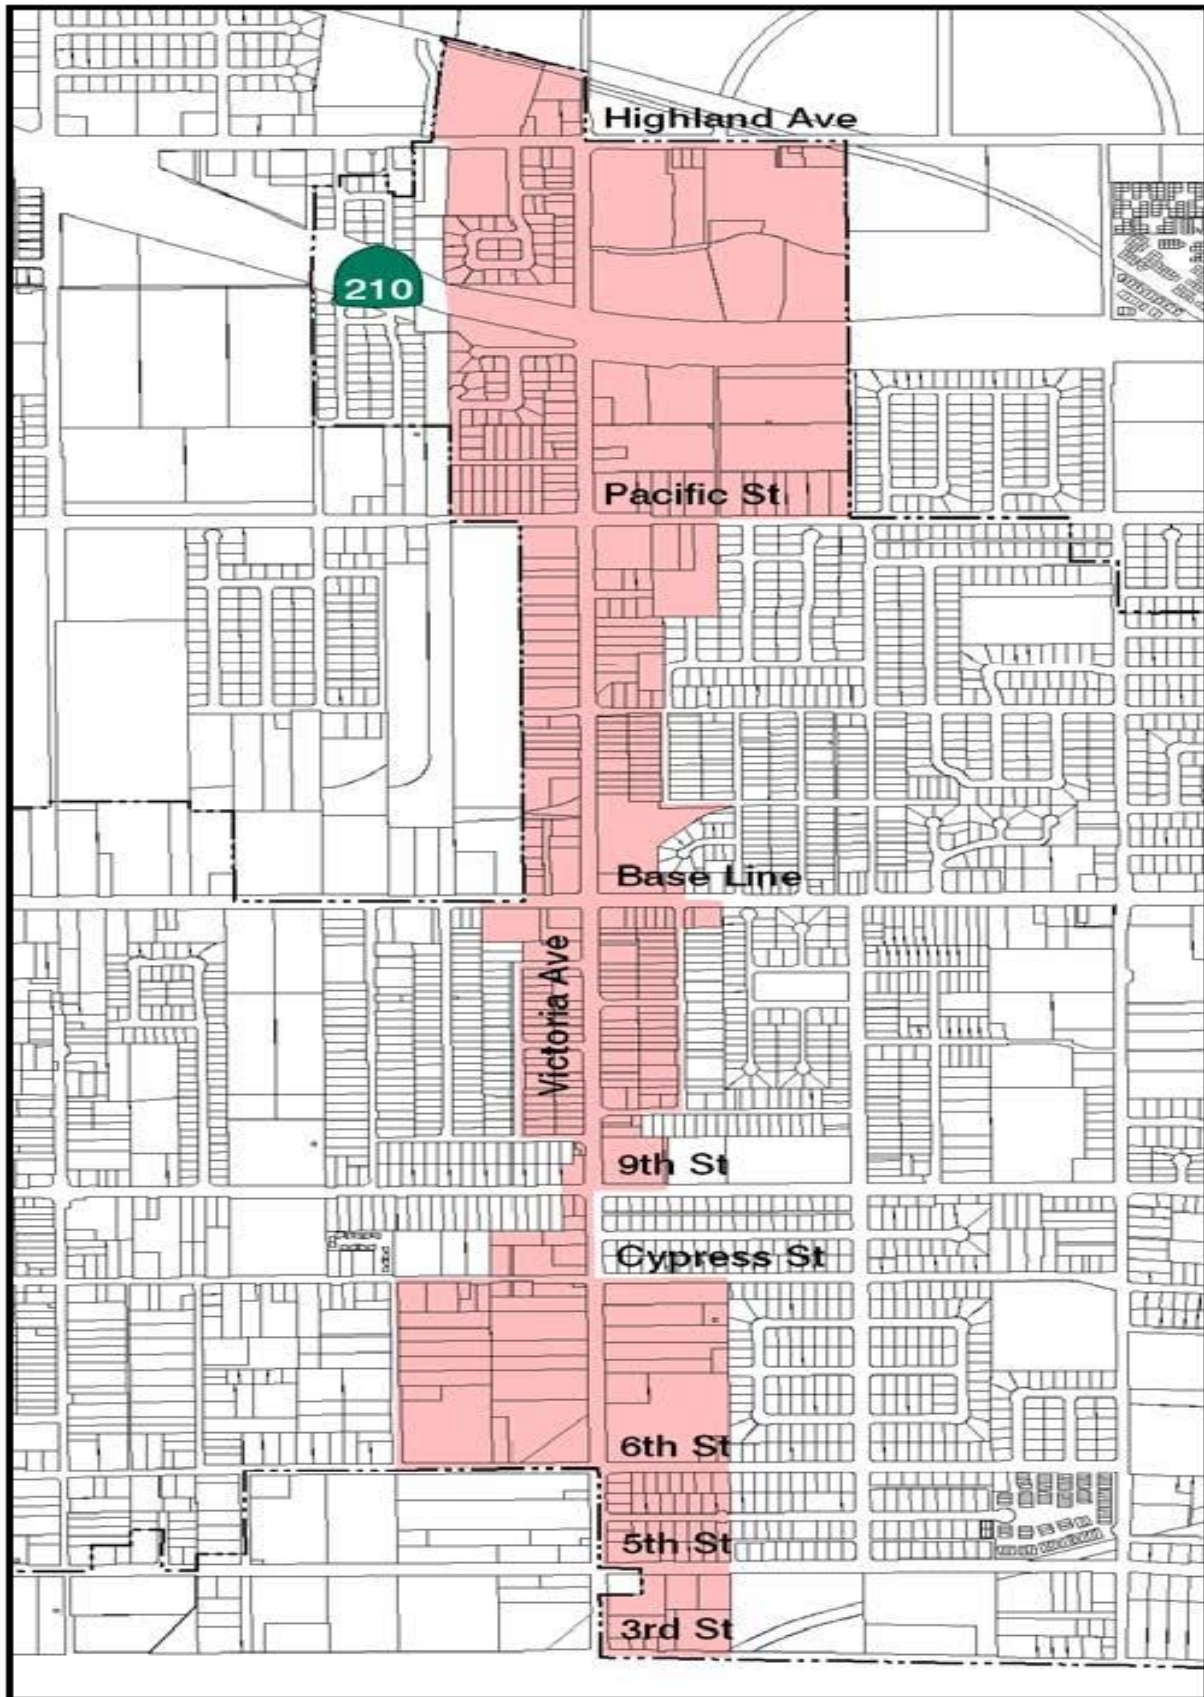 Highland Ave
210
Pacific St
Base Line
Victoria Ave
9th St
Cypress St
6th St
5th St
3rd St